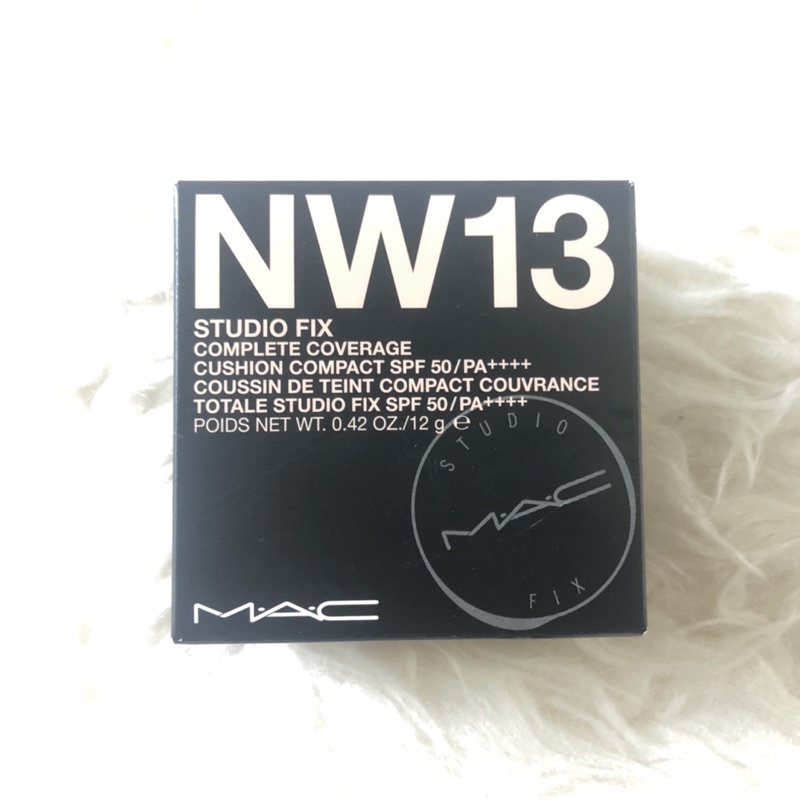 NW13
STUDIO FIX
COMPLETE COVERAGE
CUSHION COMPACT SPF 50/PA++++
COUSSIN DE TEINT COMPACT COUVRANCE
TOTALE STUDIO FIX SPF 50/PA++++
POIDS NET WT. 0.42 OZ./12 g ℮
STUDIO
M·A·C
FIX
M·A·C